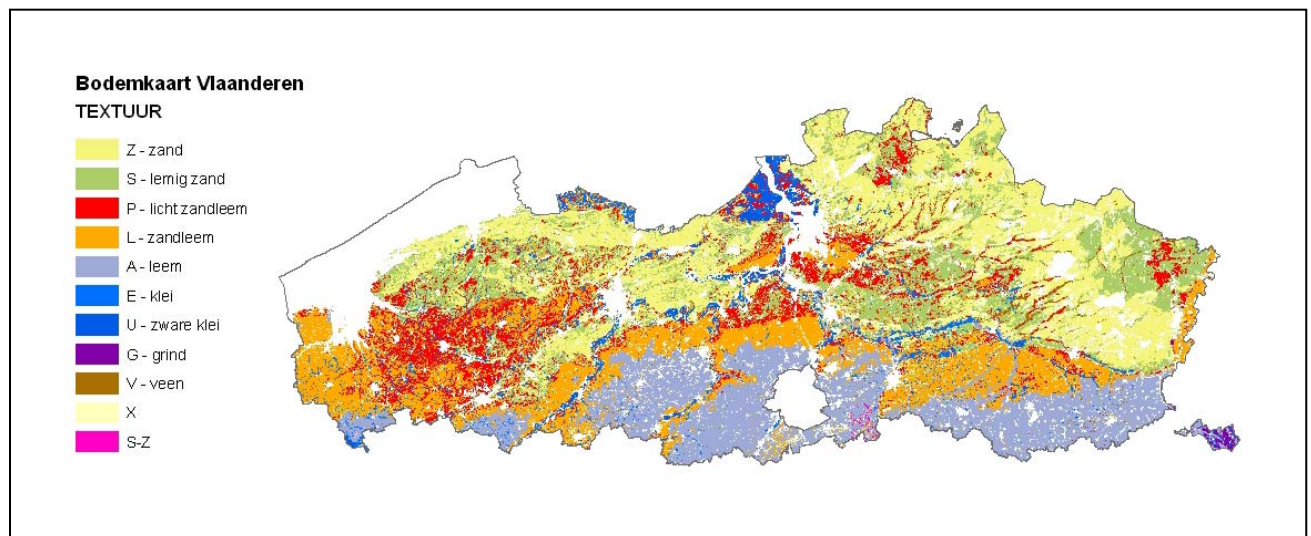 Bodemkaart Vlaanderen
TEXTUUR
Z - zand
S - lemig zand
P - licht zandleem
L - zandleem
A - leem
E - klei
U - zware klei
G - grind
V - veen
X
S-Z